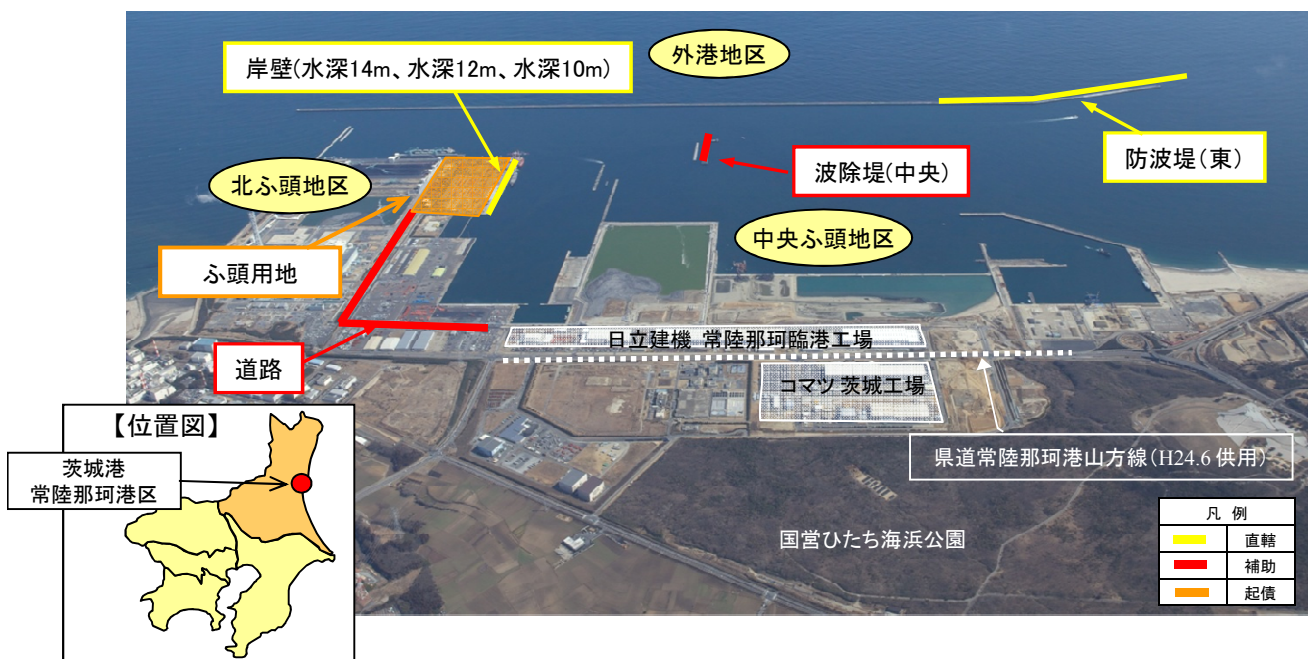 外港地区
岸壁(水深14m、水深12m、水深10m)
防波堤(東)
波除堤(中央)
北ふ頭地区
中央ふ頭地区
ふ頭用地
日立建機 常陸那珂臨港工場
道路
コマツ 茨城工場
【位置図】
県道常陸那珂港山方線(H24.6 供用)
茨城港
常陸那珂港区
国営ひたち海浜公園
凡 例
直轄
補助
起債